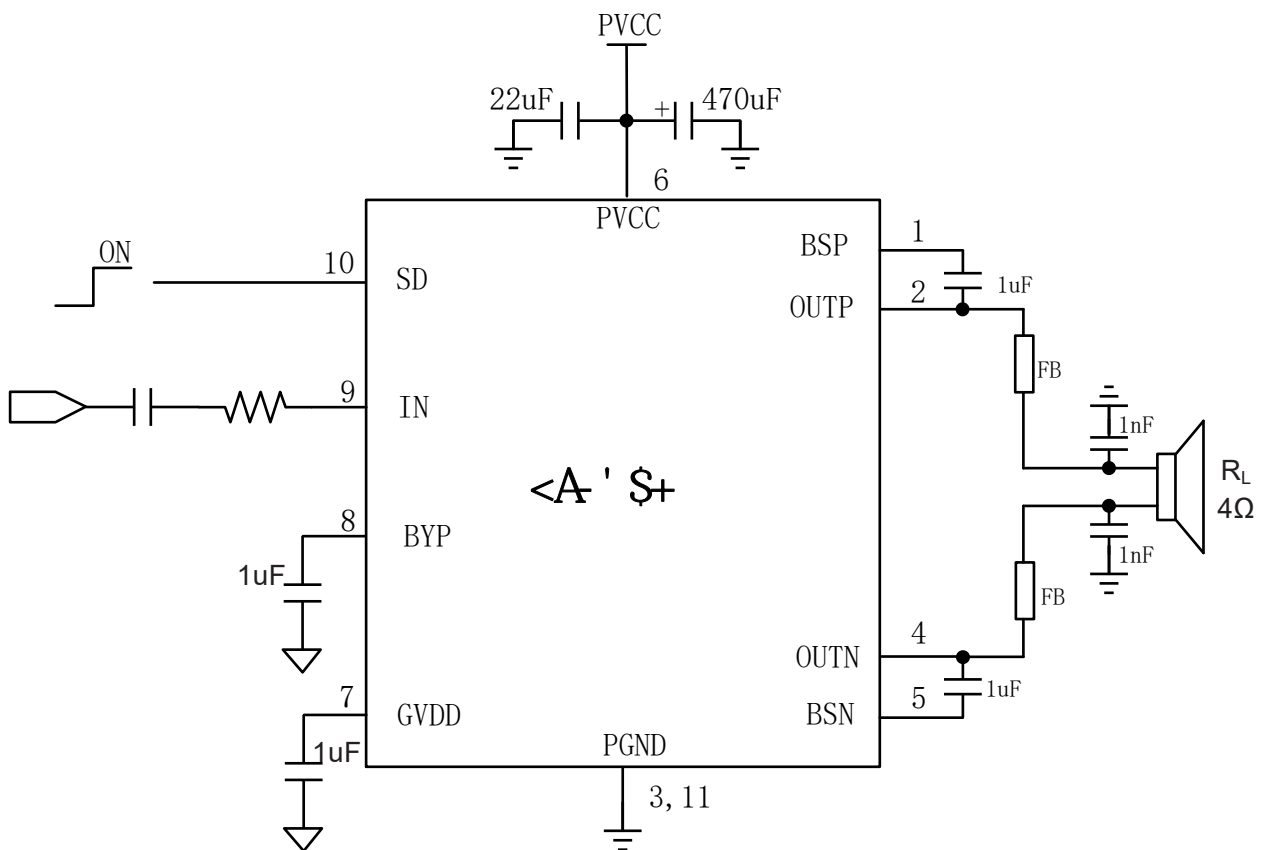 PVCC
22uF
+
470uF
6
PVCC
ON
10
SD
BSP
1
1uF
OUTP
2
FB
9
IN
1nF
<A-'S+
RL
4Ω
8
BYP
1uF
1nF
FB
OUTN
4
1uF
7
GVDD
BSN
5
1uF
PGND
3,11